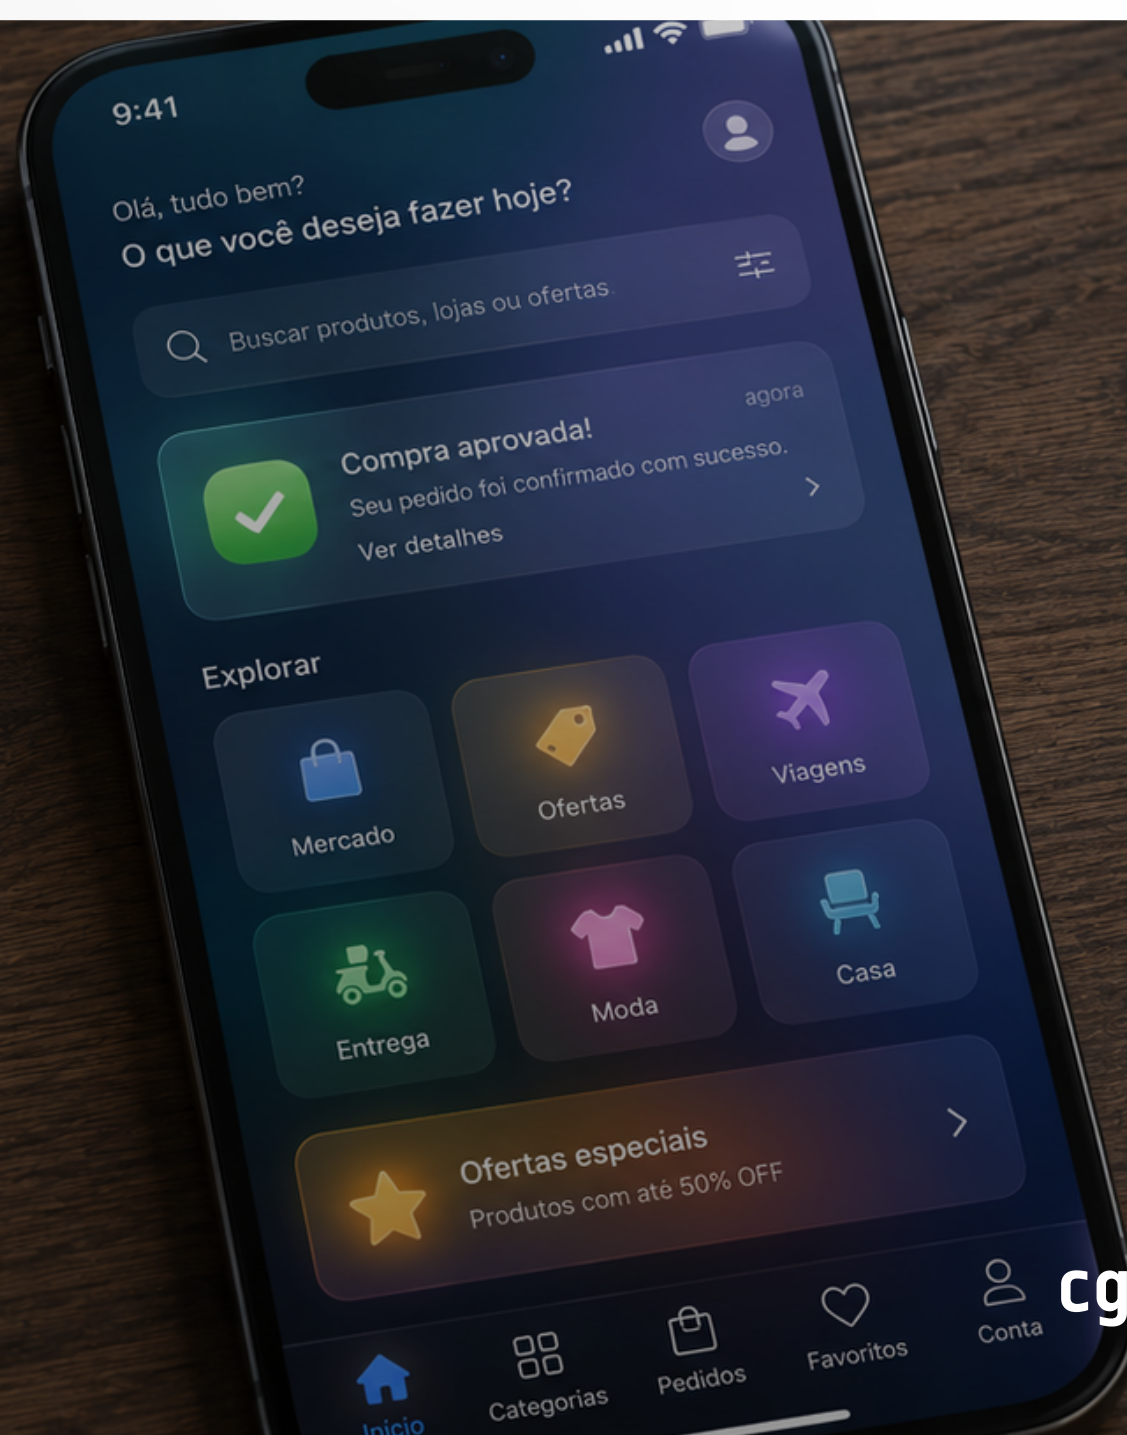 9:41
Olá, tudo bem?
O que você deseja fazer hoje?
Buscar produtos, lojas ou ofertas.
agora
Compra aprovada!
Seu pedido foi confirmado com sucesso.
Ver detalhes
Explorar
Mercado
Ofertas
Viagens
Entrega
Moda
Casa
Ofertas especiais
Produtos com até 50% OFF
Início
Categorias
Pedidos
Favoritos
Conta
cg